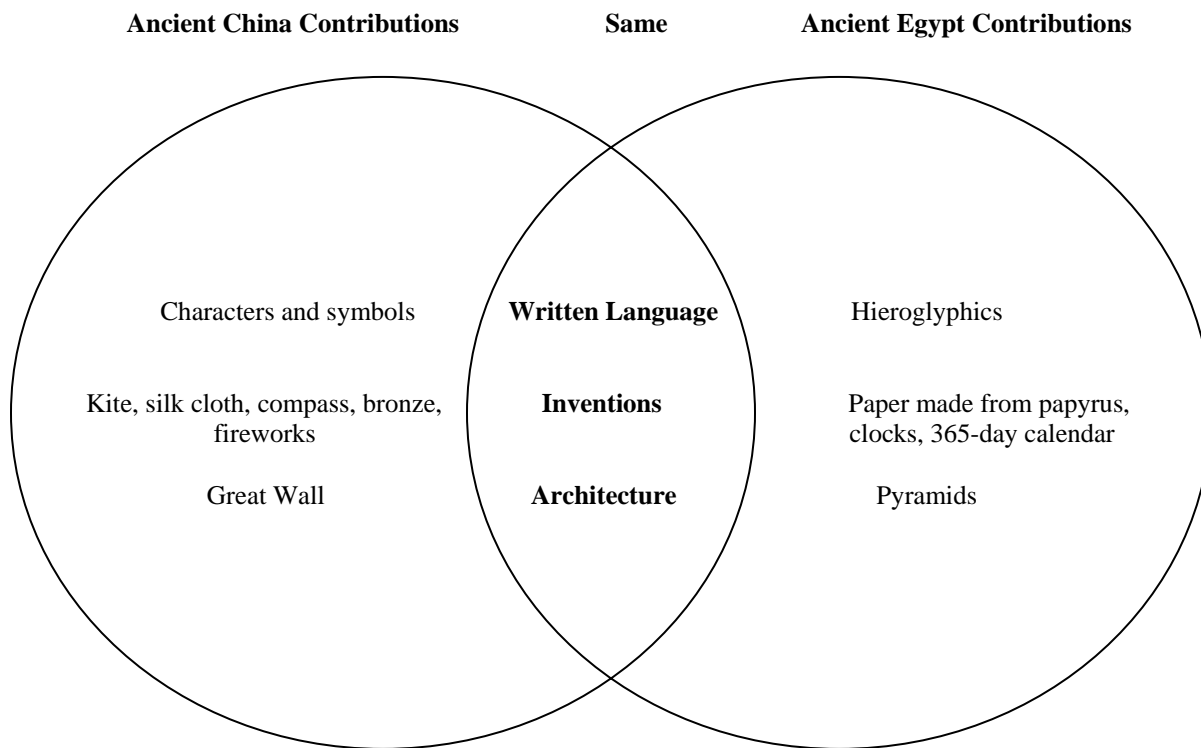 Ancient China Contributions Same Ancient Egypt Contributions
Characters and symbols Written Language Hieroglyphics
Kite, silk cloth, compass, bronze, Inventions Paper made from papyrus,
fireworks clocks, 365-day calendar
Great Wall Architecture Pyramids